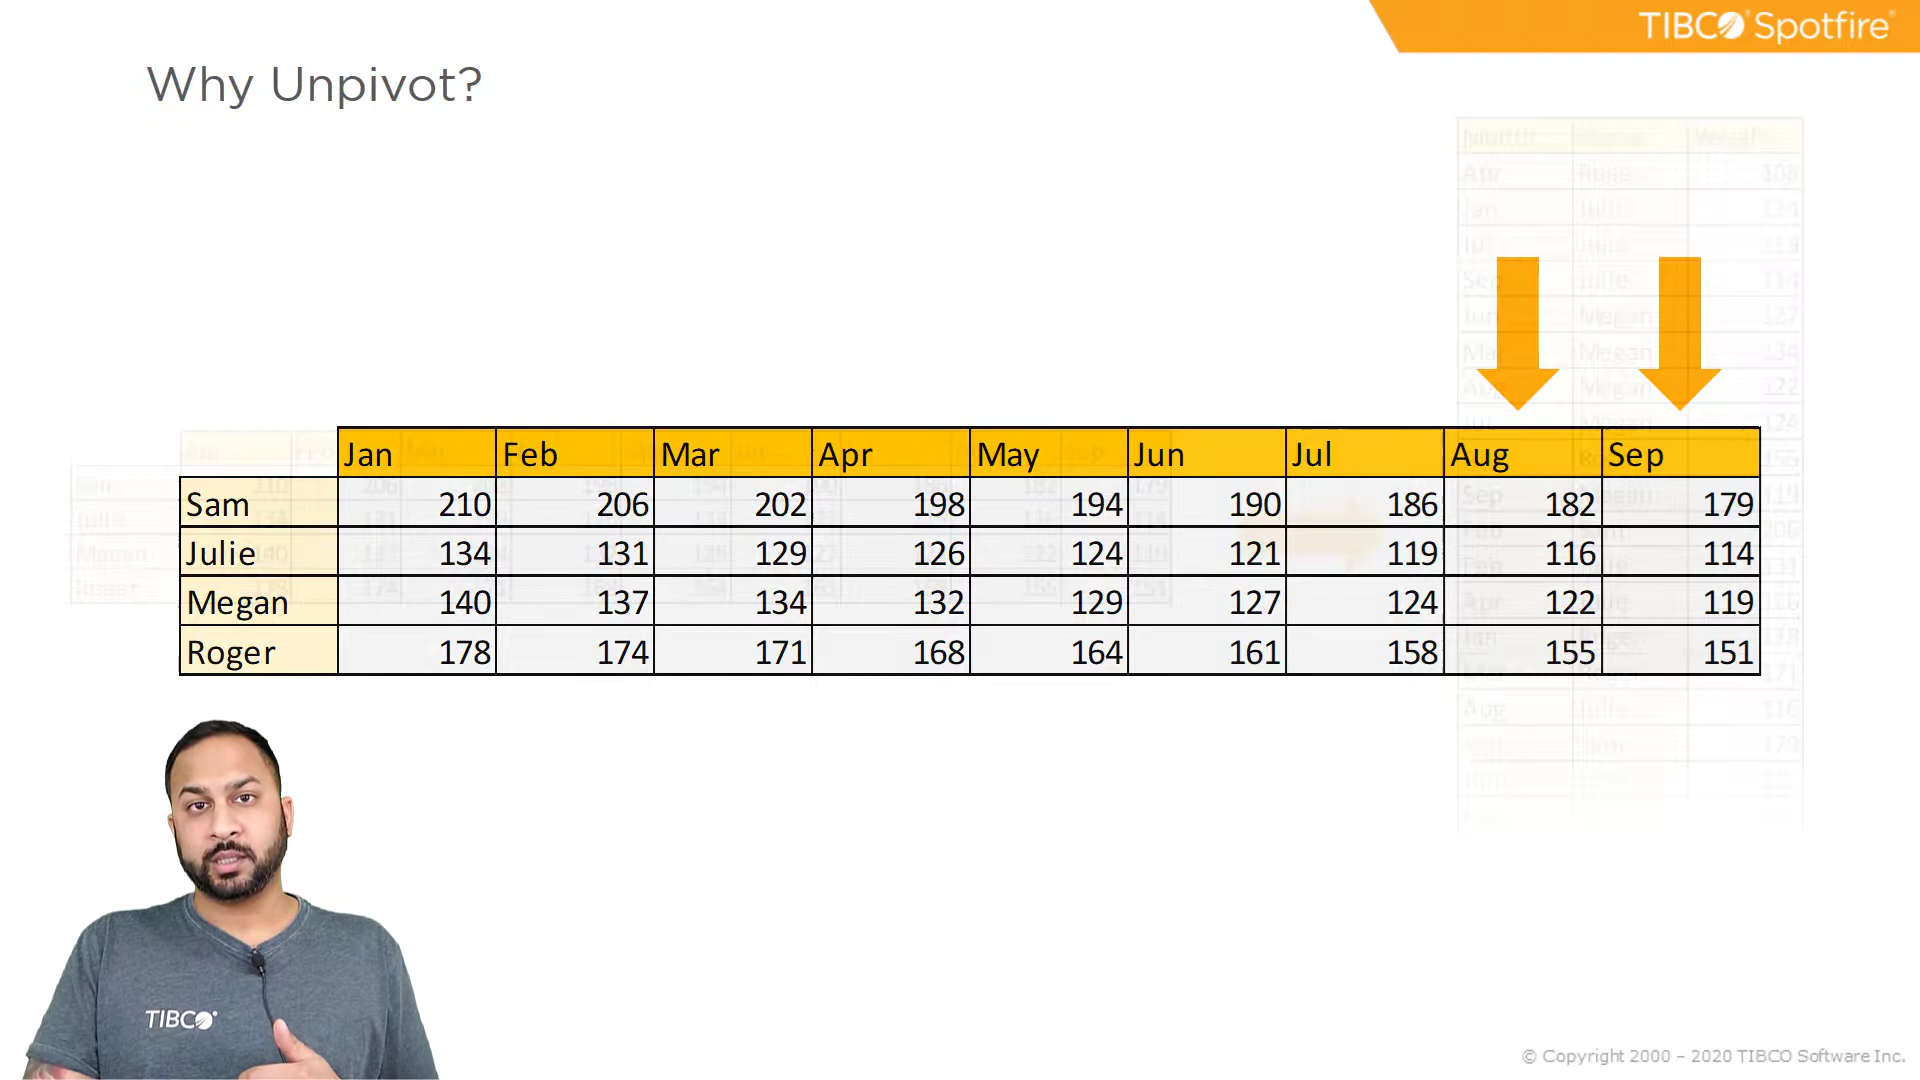 TIBCO Spotfire®
Why Unpivot?
Jan Feb Mar Apr May Jun Jul Aug Sep
Sam 210 206 202 198 194 190 186 182 179
Julie 134 131 129 126 124 121 119 116 114
Megan 140 137 134 132 129 127 124 122 119
Roger 178 174 171 168 164 161 158 155 151
TIBCO®
© Copyright 2000 – 2020 TIBCO Software Inc.